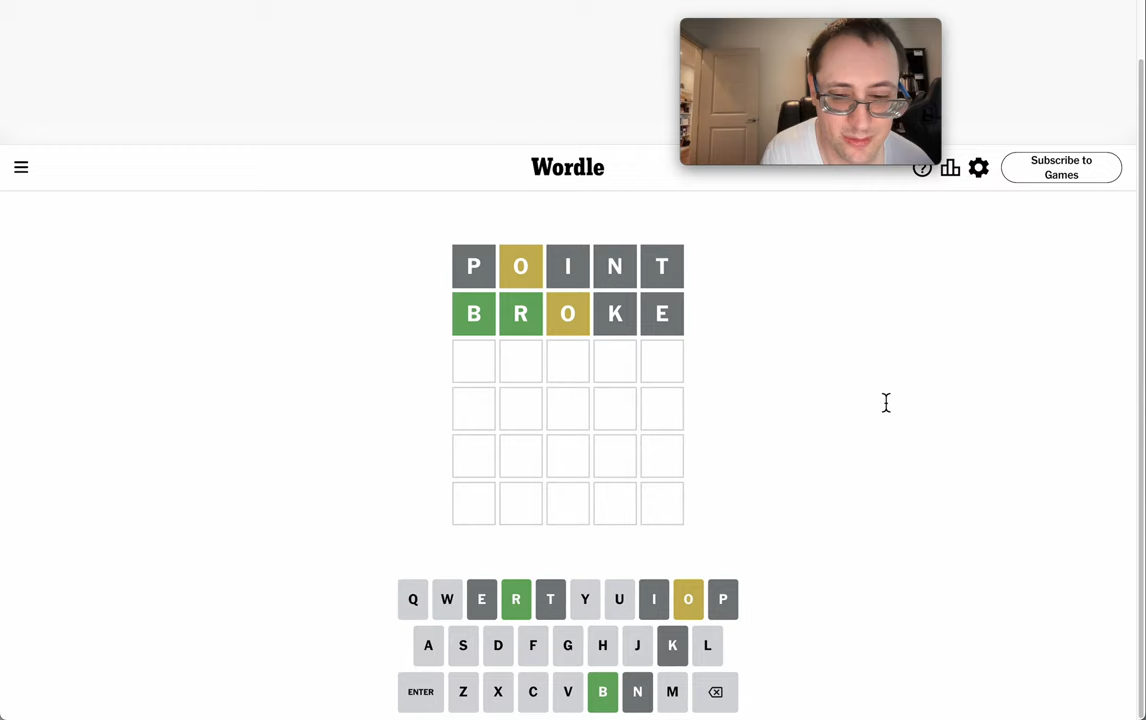 Wordle
Subscribe to
Games
P O I N T
B R O K E
Q W E R T Y U I O P
A S D F G H J K L
ENTER Z X C V B N M